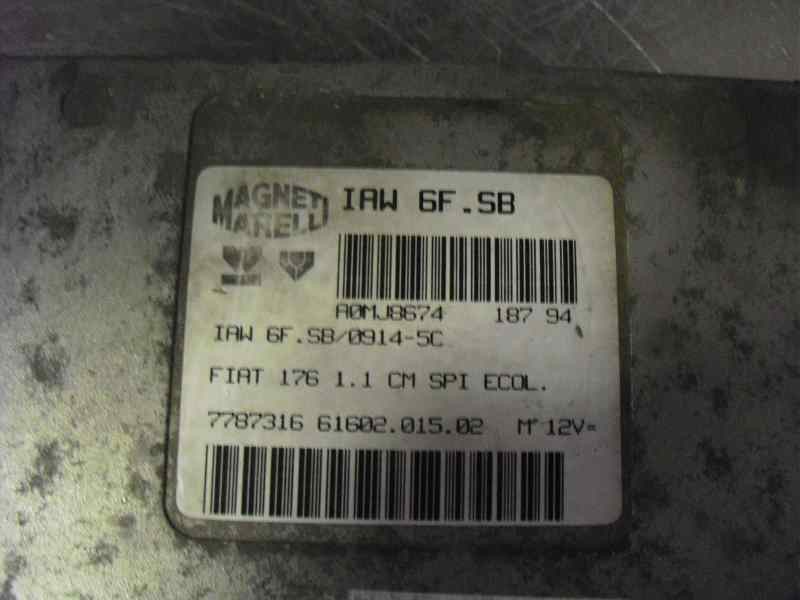 MAGNETI
MARELLI
IAW 6F.SB
A0MJ8674 187 94
IAW 6F.SB/0914-5C
FIAT 176 1.1 CM SPI ECOL.
7787316 61602.015.02 M* 12V=